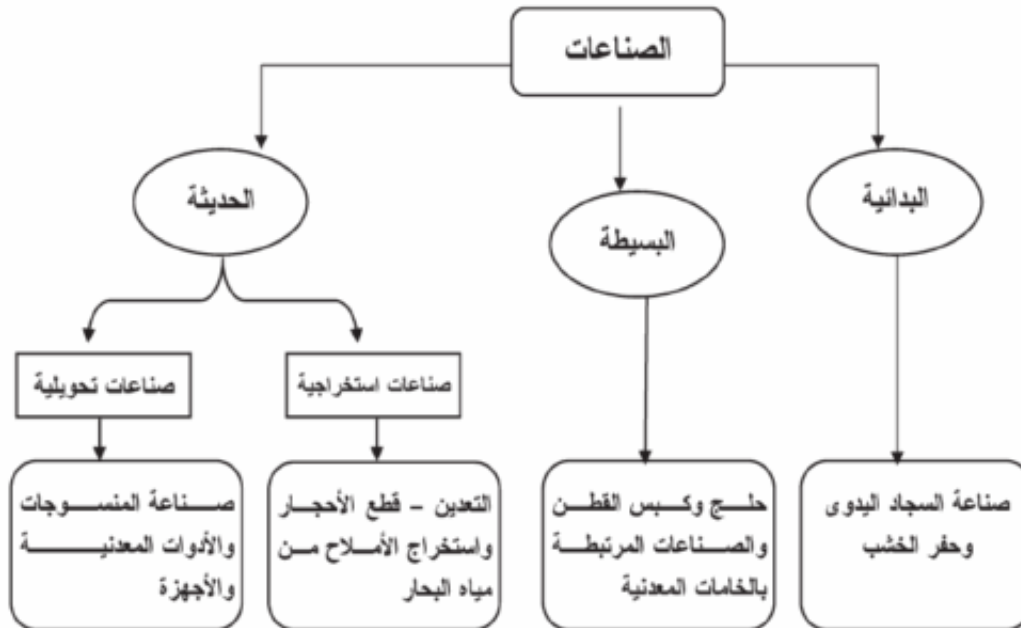 الصناعات
البدائية
البسيطة
الحديثة
صناعات استخراجية
صناعات تحويلية
صناعة السجاد اليدوى
وحفر الخشب
حلج وكبس القطن
والصناعات المرتبطة
بالخامات المعدنية
التعدين – قطع الأحجار
واستخراج الأملاح من
مياه البحار
صناعة المنسوجات
والأدوات المعدنية
والأجهزة